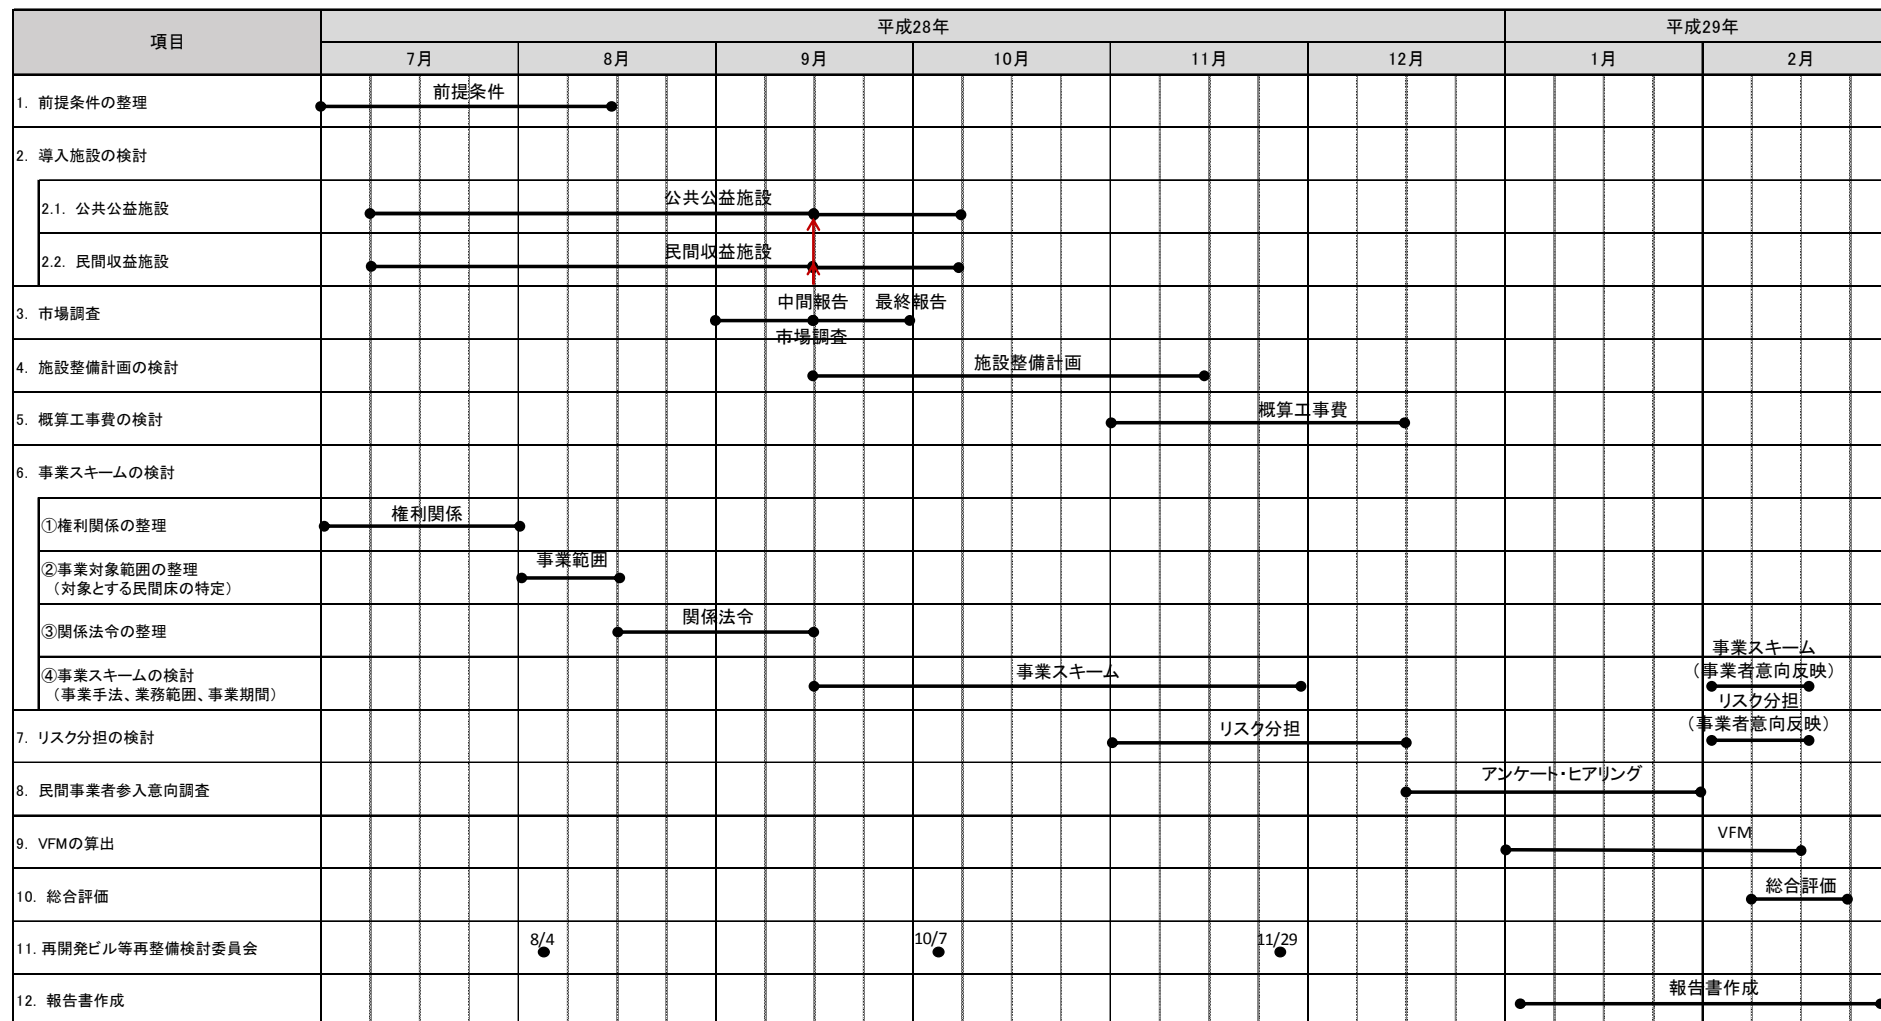 項目
平成28年
平成29年
7月
8月
9月
10月
11月
12月
1月
2月
1. 前提条件の整理
前提条件
2. 導入施設の検討
2.1. 公共公益施設
公共公益施設
2.2. 民間収益施設
民間収益施設
3. 市場調査
中間報告
最終報告
市場調査
4. 施設整備計画の検討
施設整備計画
5. 概算工事費の検討
概算工事費
6. 事業スキームの検討
①権利関係の整理
権利関係
②事業対象範囲の整理
（対象とする民間床の特定）
事業範囲
③関係法令の整理
関係法令
④事業スキームの検討
（事業手法、業務範囲、事業期間）
事業スキーム
事業スキーム
（事業者意向反映）
7. リスク分担の検討
リスク分担
リスク分担
（事業者意向反映）
8. 民間事業者参入意向調査
アンケート・ヒアリング
9. VFMの算出
VFM
10. 総合評価
総合評価
11. 再開発ビル等再整備検討委員会
8/4
10/7
11/29
12. 報告書作成
報告書作成